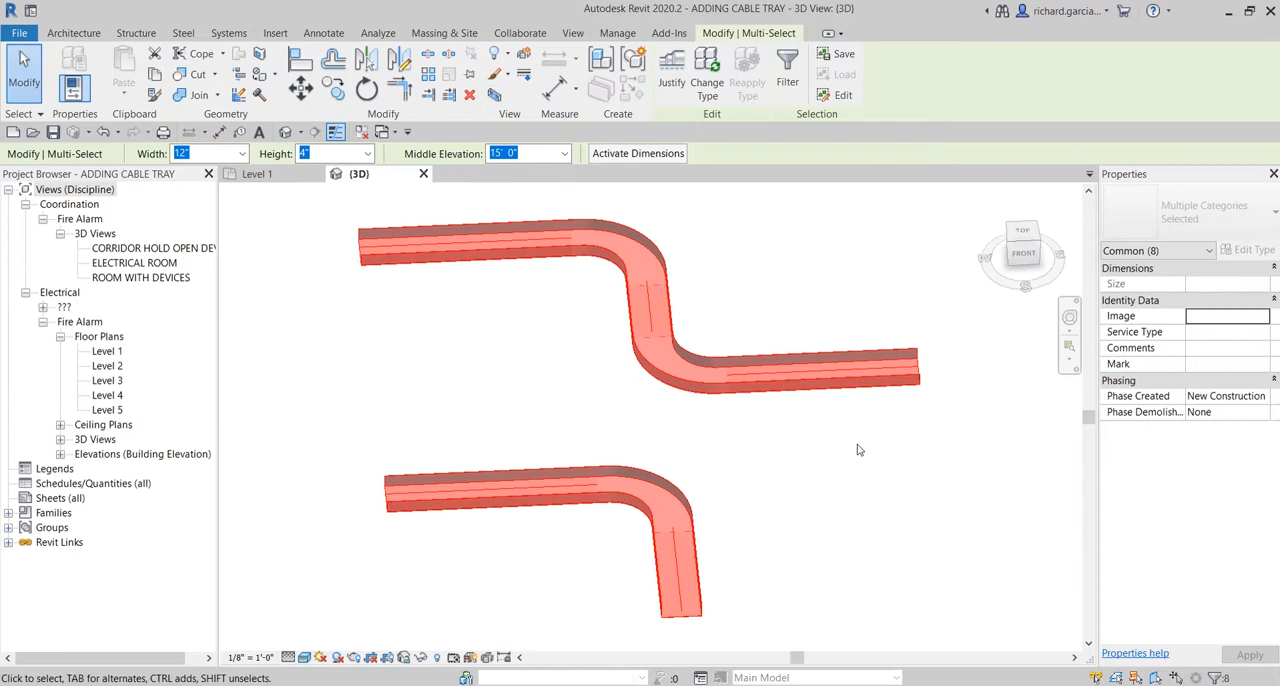 Autodesk Revit 2020.2 - ADDING CABLE TRAY - 3D View: {3D}
richard.garcia...
File Architecture Structure Steel Systems Insert Annotate Analyze Massing & Site Collaborate View Manage Add-Ins Modify | Multi-Select
Modify
Paste
Cope
Cut
Join
Justify
Change Type
Reapply Type
Filter
Save
Load
Edit
Select Properties Clipboard Geometry Modify View Measure Create Edit Selection
Modify | Multi-Select Width: 12" Height: 4" Middle Elevation: 15' 0" Activate Dimensions
Project Browser - ADDING CABLE TRAY
Level 1
{3D}
Properties
Views (Discipline)
Coordination
Fire Alarm
3D Views
CORRIDOR HOLD OPEN DEV
ELECTRICAL ROOM
ROOM WITH DEVICES
Electrical
???
Fire Alarm
Floor Plans
Level 1
Level 2
Level 3
Level 4
Level 5
Ceiling Plans
3D Views
Elevations (Building Elevation)
Legends
Schedules/Quantities (all)
Sheets (all)
Families
Groups
Revit Links
TOP
FRONT
W
E
S
Multiple Categories
Selected
Common (8) Edit Type
Dimensions
Size
Identity Data
Image
Service Type
Comments
Mark
Phasing
Phase Created New Construction
Phase Demolish... None
Properties help
Apply
1/8" = 1'-0"
Click to select, TAB for alternates, CTRL adds, SHIFT unselects.
:0
Main Model
:8